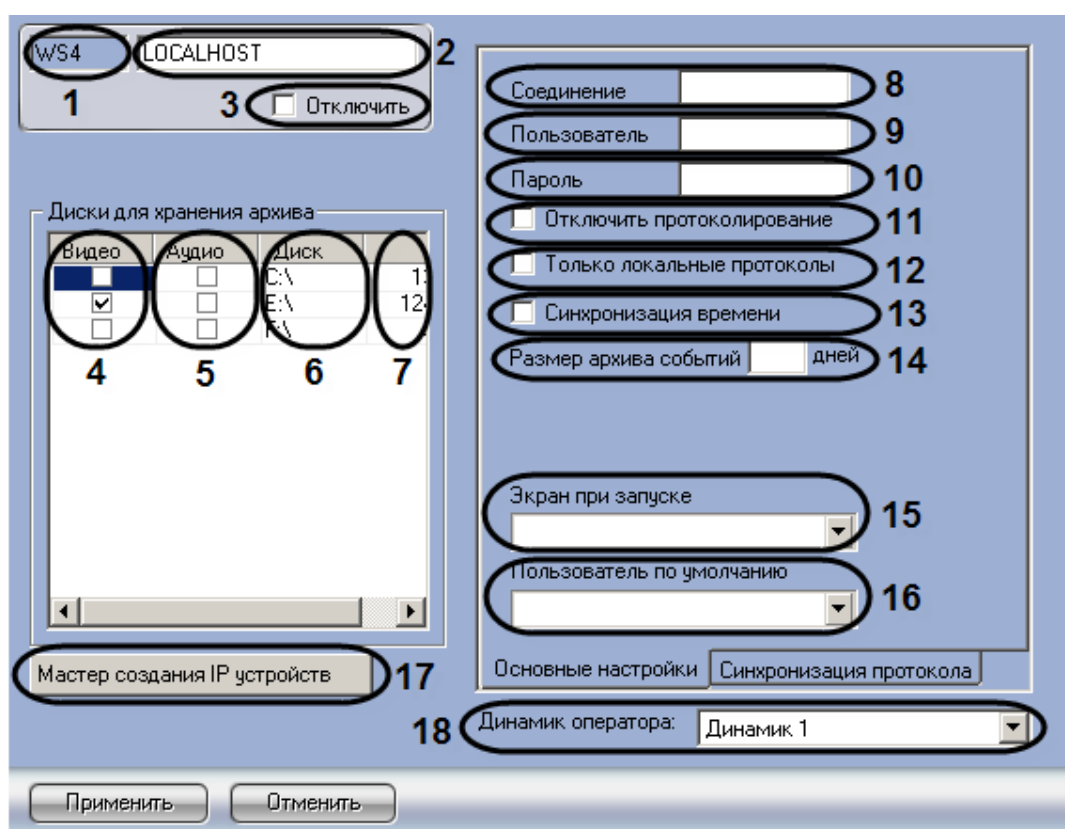 WS4 LOCALHOST 2
1 3 Отключить
Диски для хранения архива
Видео Аудио Диск
C:\ 1
E:\ 12
F:\
4 5 6 7
Мастер создания IP устройств 17
Соединение 8
Пользователь 9
Пароль 10
Отключить протоколирование 11
Только локальные протоколы 12
Синхронизация времени 13
Размер архива событий дней 14
Экран при запуске 15
Пользователь по умолчанию 16
Основные настройки Синхронизация протокола
18 Динамик оператора: Динамик 1
Применить Отменить